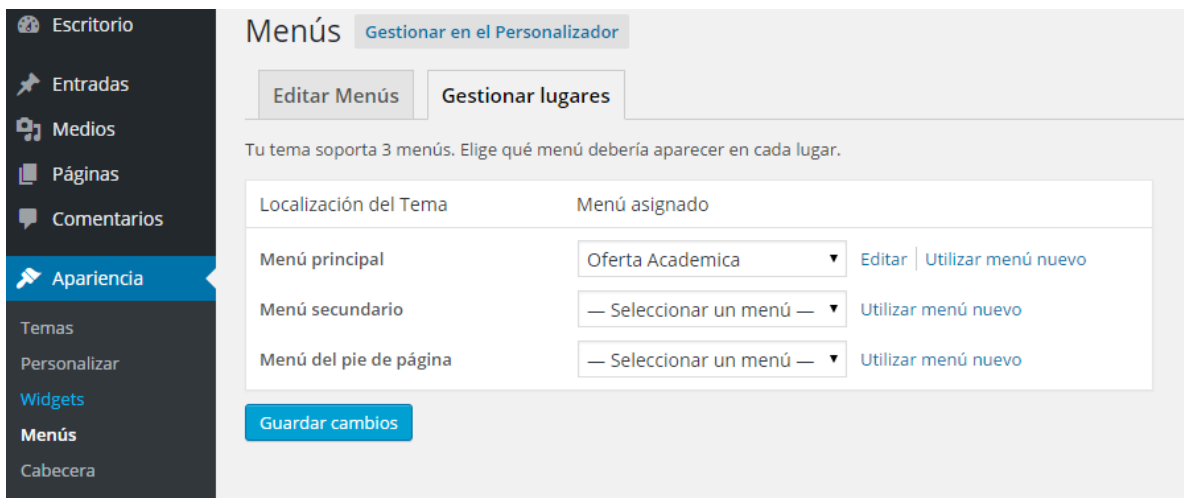 Escritorio
Entradas
Medios
Páginas
Comentarios
Apariencia
Temas
Personalizar
Widgets
Menús
Cabecera
Menús Gestionar en el Personalizador
Editar Menús Gestionar lugares
Tu tema soporta 3 menús. Elige qué menú debería aparecer en cada lugar.
Localización del Tema Menú asignado
Menú principal Oferta Academica Editar Utilizar menú nuevo
Menú secundario — Seleccionar un menú — Utilizar menú nuevo
Menú del pie de página — Seleccionar un menú — Utilizar menú nuevo
Guardar cambios